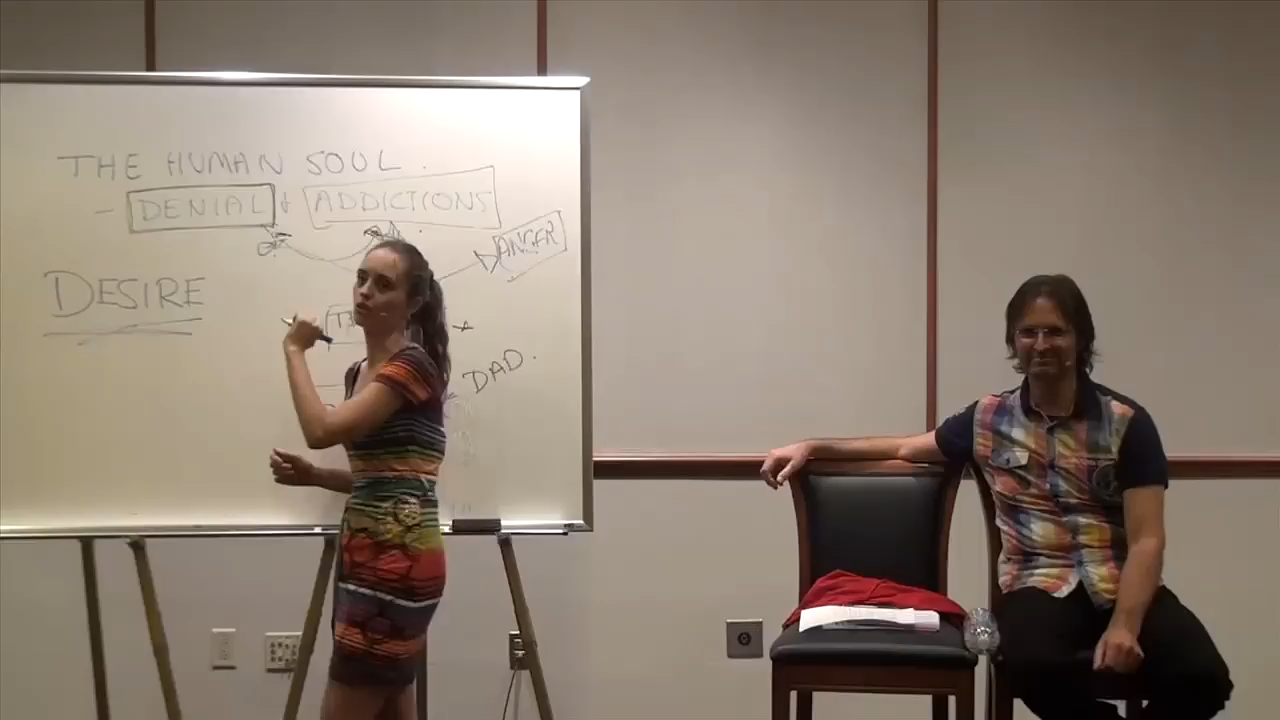 THE HUMAN SOUL.
- DENIAL & ADDICTIONS
ANGER
DESIRE
DAD.